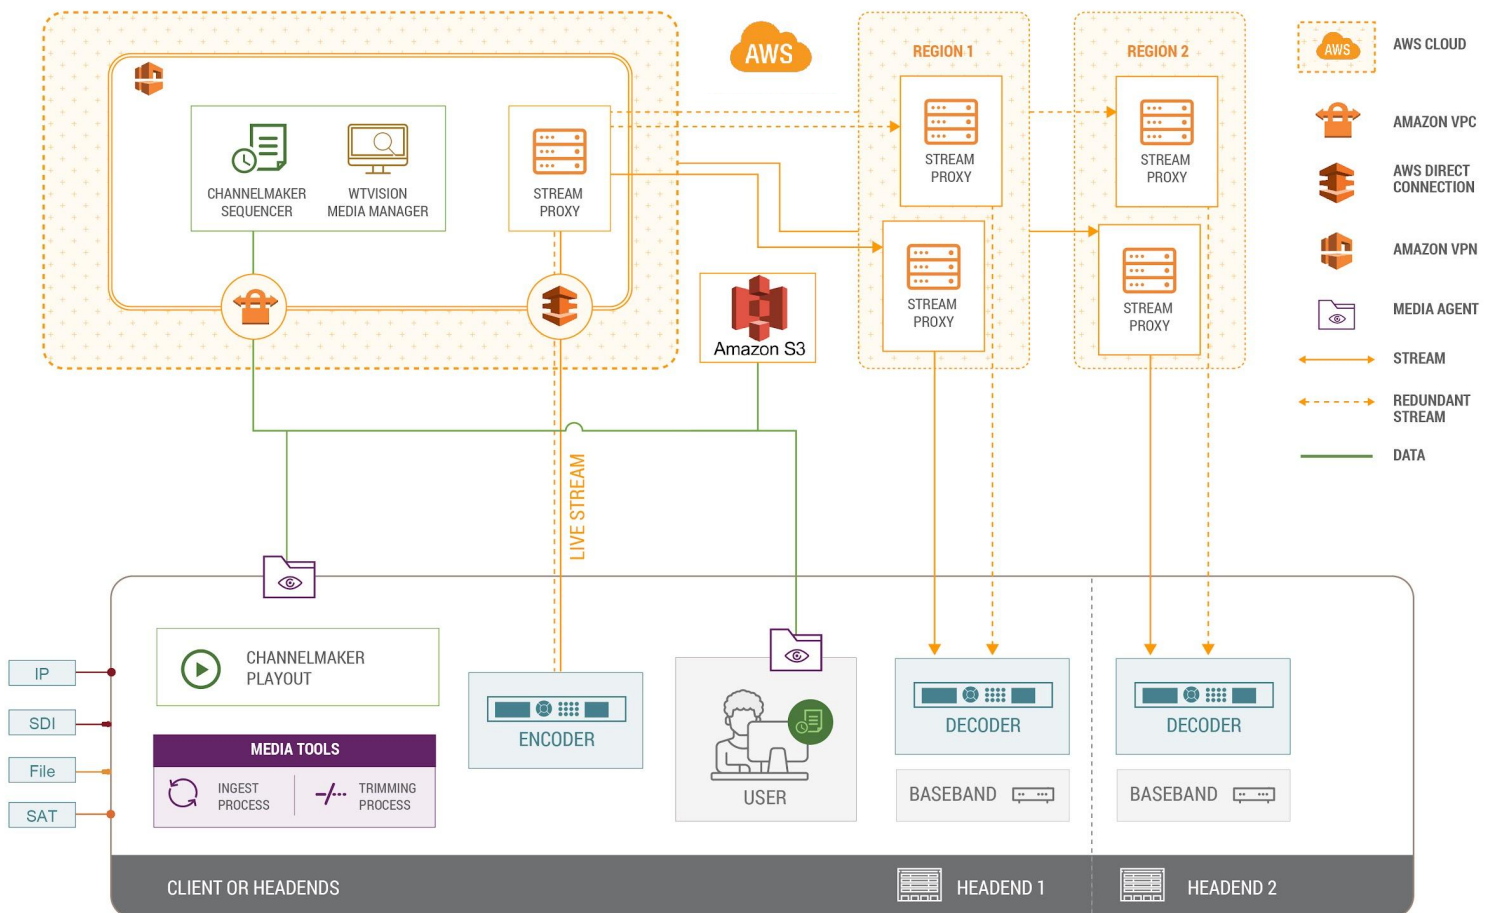 AWS
REGION 1
REGION 2
AWS
AWS CLOUD
CHANNELMAKER
SEQUENCER
WTVISION
MEDIA MANAGER
STREAM
PROXY
STREAM
PROXY
STREAM
PROXY
AMAZON VPC
AWS DIRECT
CONNECTION
STREAM
PROXY
STREAM
PROXY
AMAZON VPN
Amazon S3
MEDIA AGENT
STREAM
REDUNDANT
STREAM
DATA
LIVE STREAM
IP
SDI
File
SAT
CHANNELMAKER
PLAYOUT
MEDIA TOOLS
INGEST
PROCESS
TRIMMING
PROCESS
ENCODER
USER
DECODER
BASEBAND
DECODER
BASEBAND
CLIENT OR HEADENDS
HEADEND 1
HEADEND 2